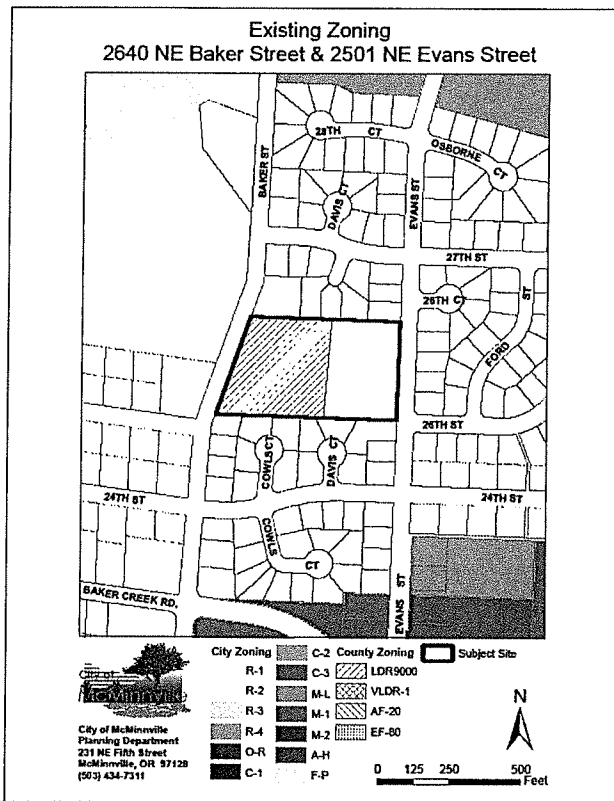 Existing Zoning
2640 NE Baker Street & 2501 NE Evans Street
28TH CT
OSBORNE CT
BAKER ST
DAVIS CT
EVANS ST
27TH ST
26TH CT
FORD ST
26TH ST
COWLS CT
DAVIS CT
24TH ST
24TH ST
COWLS CT
BAKER CREEK RD.
EVANS ST
City of
McMinnville
City of McMinnville
Planning Department
231 NE Fifth Street
McMinnville, OR 97128
(503) 434-7311
City Zoning
R-1
R-2
R-3
R-4
O-R
C-1
C-2
C-3
M-L
M-1
M-2
A-H
F-P
County Zoning
LDR9000
VLDR-1
AF-20
EF-80
Subject Site
N
0 125 250 500
Feet